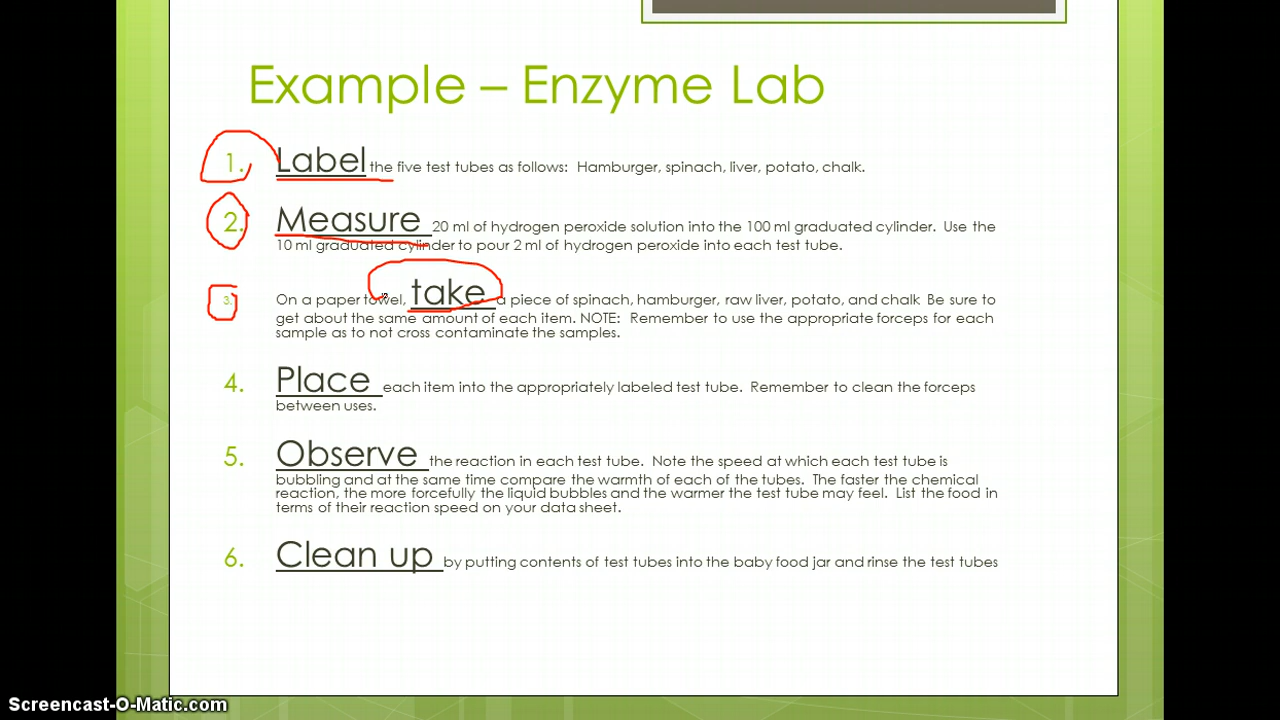 Example – Enzyme Lab
1. Label the five test tubes as follows: Hamburger, spinach, liver, potato, chalk.
2. Measure 20 ml of hydrogen peroxide solution into the 100 ml graduated cylinder. Use the
10 ml graduated cylinder to pour 2 ml of hydrogen peroxide into each test tube.
3. On a paper towel, take a piece of spinach, hamburger, raw liver, potato, and chalk Be sure to
get about the same amount of each item. NOTE: Remember to use the appropriate forceps for each
sample as to not cross contaminate the samples.
4. Place each item into the appropriately labeled test tube. Remember to clean the forceps
between uses.
5. Observe the reaction in each test tube. Note the speed at which each test tube is
bubbling and at the same time compare the warmth of each of the tubes. The faster the chemical
reaction, the more forcefully the liquid bubbles and the warmer the test tube may feel. List the food in
terms of their reaction speed on your data sheet.
6. Clean up by putting contents of test tubes into the baby food jar and rinse the test tubes
Screencast-O-Matic.com